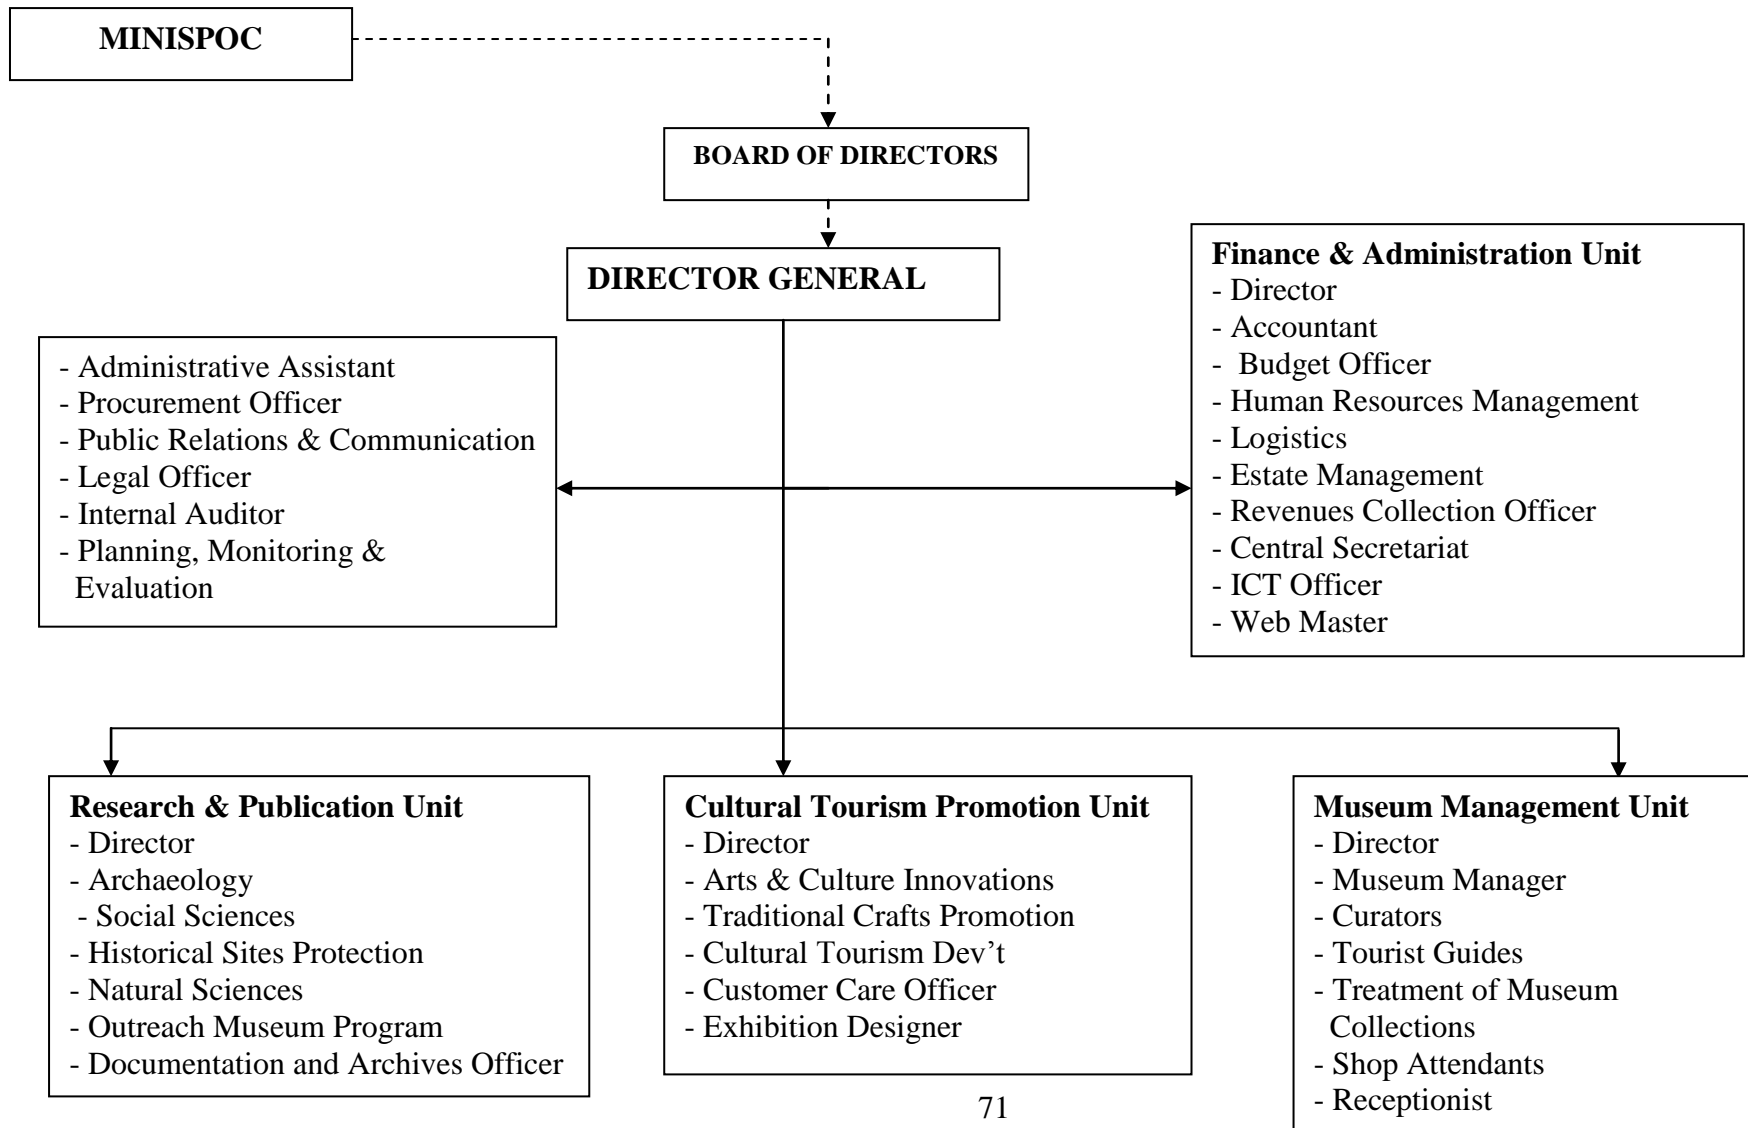 MINISPOC
BOARD OF DIRECTORS
DIRECTOR GENERAL
Finance & Administration Unit
- Director
- Accountant
-  Budget Officer
- Human Resources Management
- Logistics
- Estate Management
- Revenues Collection Officer
- Central Secretariat
- ICT Officer
- Web Master
- Administrative Assistant
- Procurement Officer
- Public Relations & Communication
- Legal Officer
- Internal Auditor
- Planning, Monitoring &
Evaluation
Research & Publication Unit
- Director
- Archaeology
- Social Sciences
- Historical Sites Protection
- Natural Sciences
- Outreach Museum Program
- Documentation and Archives Officer
Cultural Tourism Promotion Unit
- Director
- Arts & Culture Innovations
- Traditional Crafts Promotion
- Cultural Tourism Dev’t
- Customer Care Officer
- Exhibition Designer
Museum Management Unit
- Director
- Museum Manager
- Curators
- Tourist Guides
- Treatment of Museum
Collections
- Shop Attendants
- Receptionist
71